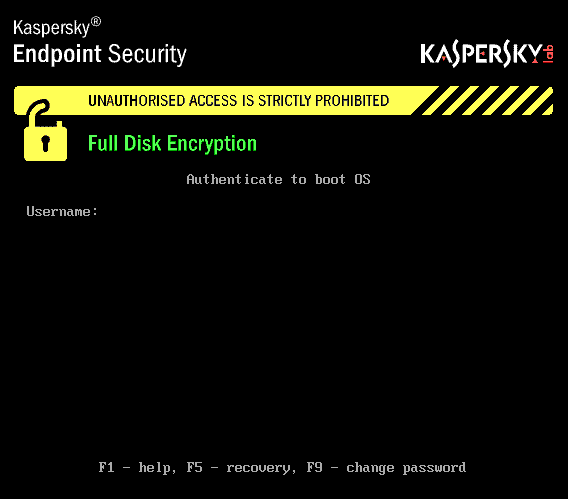 Kaspersky®
Endpoint Security
KASPERSKY lab
UNAUTHORISED ACCESS IS STRICTLY PROHIBITED
Full Disk Encryption
Authenticate to boot OS
Username:
F1 - help, F5 - recovery, F9 - change password